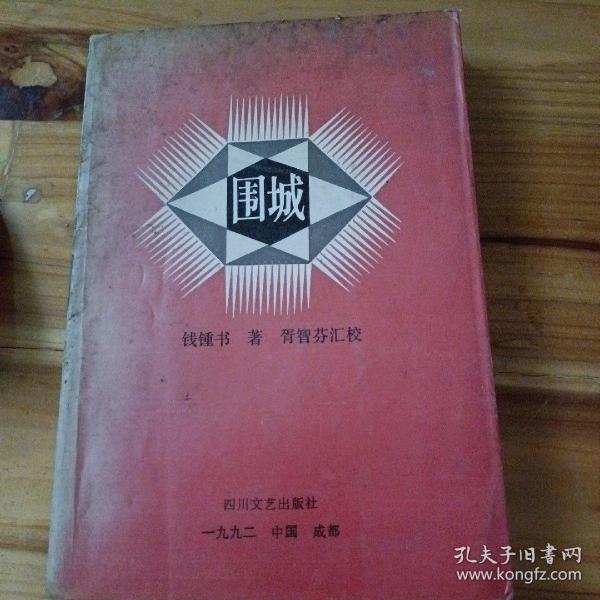 围城
钱锺书 著 胥智芬汇校
四川文艺出版社
一九九二 中国 成都
孔夫子旧书网
www.kongfz.com